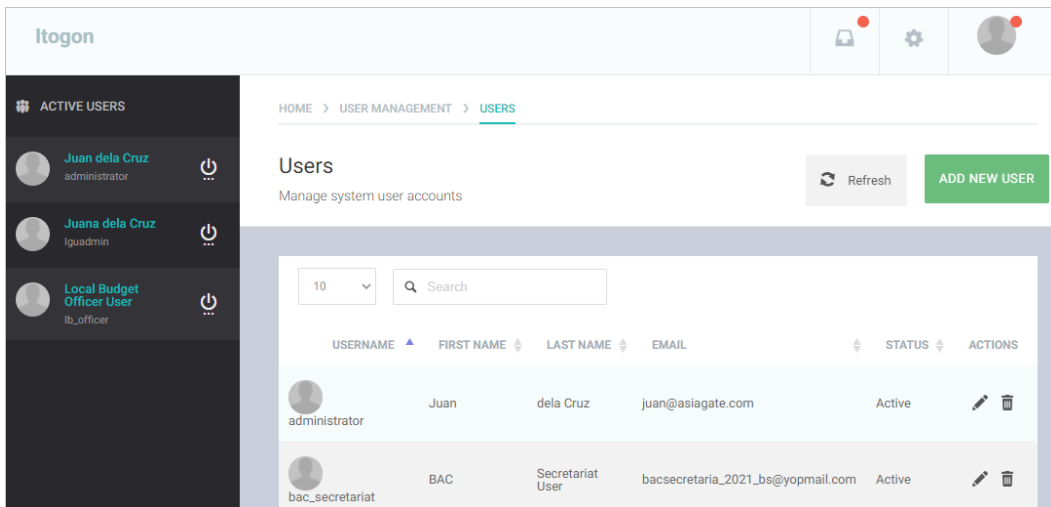 Itogon
ACTIVE USERS
Juan dela Cruz
administrator
Juana dela Cruz
lguadmin
Local Budget
Officer User
lb_officer
HOME > USER MANAGEMENT > USERS
Users
Manage system user accounts
Refresh
ADD NEW USER
10
Search
USERNAME FIRST NAME LAST NAME EMAIL STATUS ACTIONS
administrator Juan dela Cruz juan@asiagate.com Active
bac_secretariat BAC Secretariat User bacsecretaria_2021_bs@yopmail.com Active